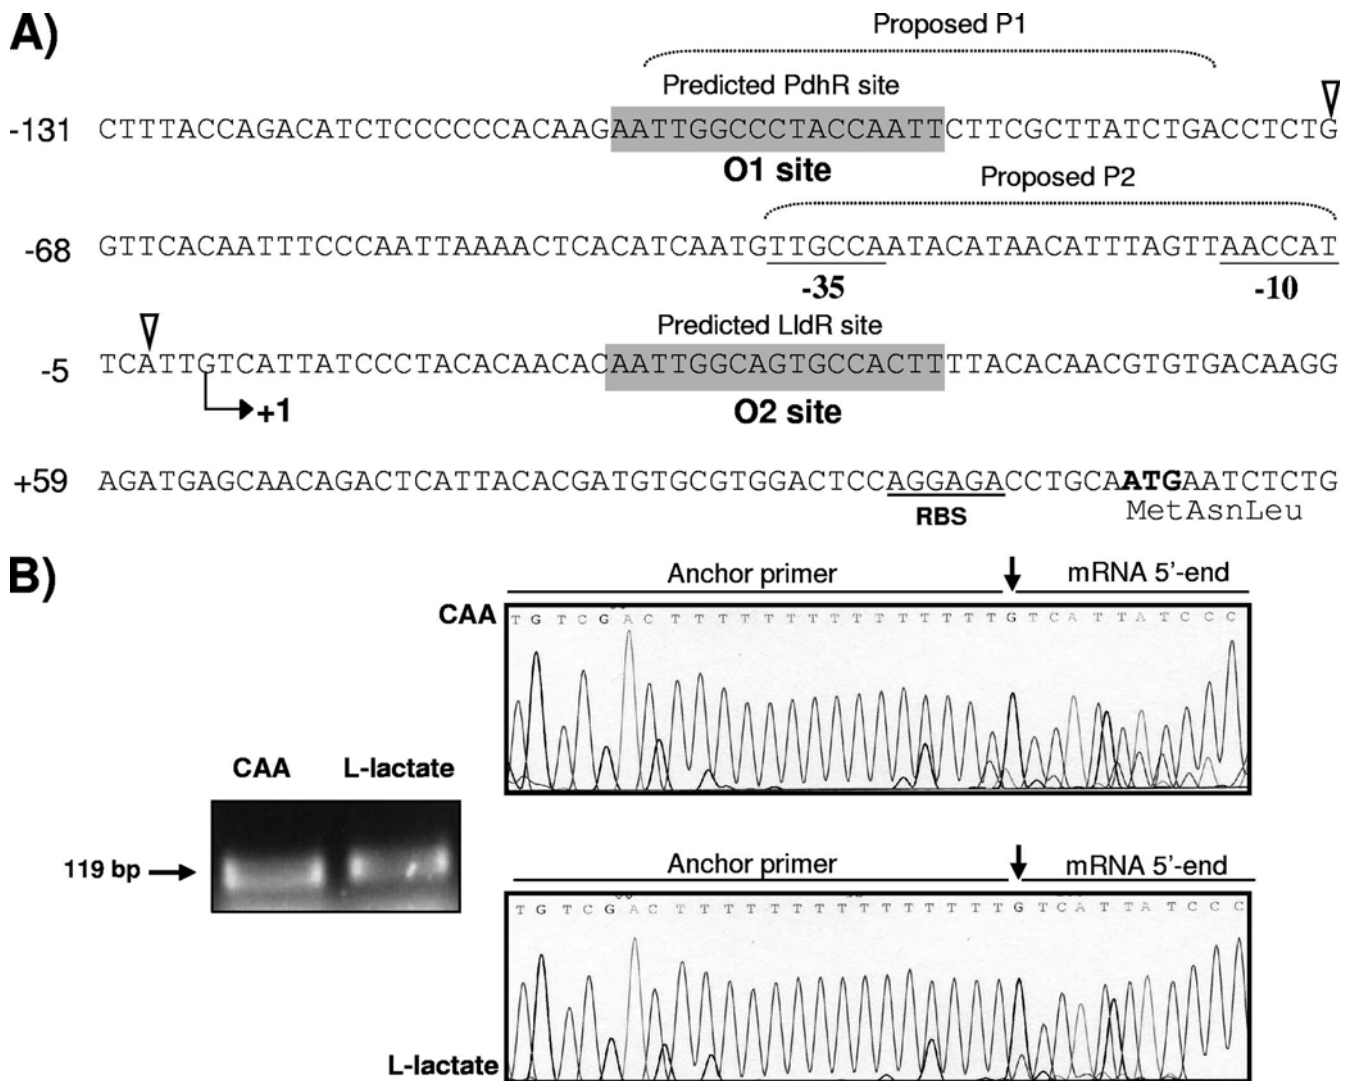 A)
Proposed P1
Predicted PdhR site
-131 CTTTACCAGACATCTCCCCCCACAAGAATTGGCCCTACCAATTCTTCGCTTATCTGACCTCTG
O1 site
Proposed P2
-68 GTTCACAATTTCCCAATTAAAACTCACATCAATGTTGCCAATACATAACATTTAGTTAACCAT
-35 -10
Predicted LldR site
-5 TCATTGTCATTATCCCTACACAACACAATTGGCAGTGCCACTTTTACACAACGTGTGACAAGG
+1 O2 site
+59 AGATGAGCAACAGACTCATTACACGATGTGCGTGGACTCCAGGAGACCTGCAATGAATCTCTG
RBS MetAsnLeu
B)
Anchor primer mRNA 5'-end
CAA TGTCGACTTTTTTTTTTTTTTTGTCATTATCCC
CAA L-lactate
119 bp
Anchor primer mRNA 5'-end
TGTCGACTTTTTTTTTTTTTTTGTCATTATCCC
L-lactate